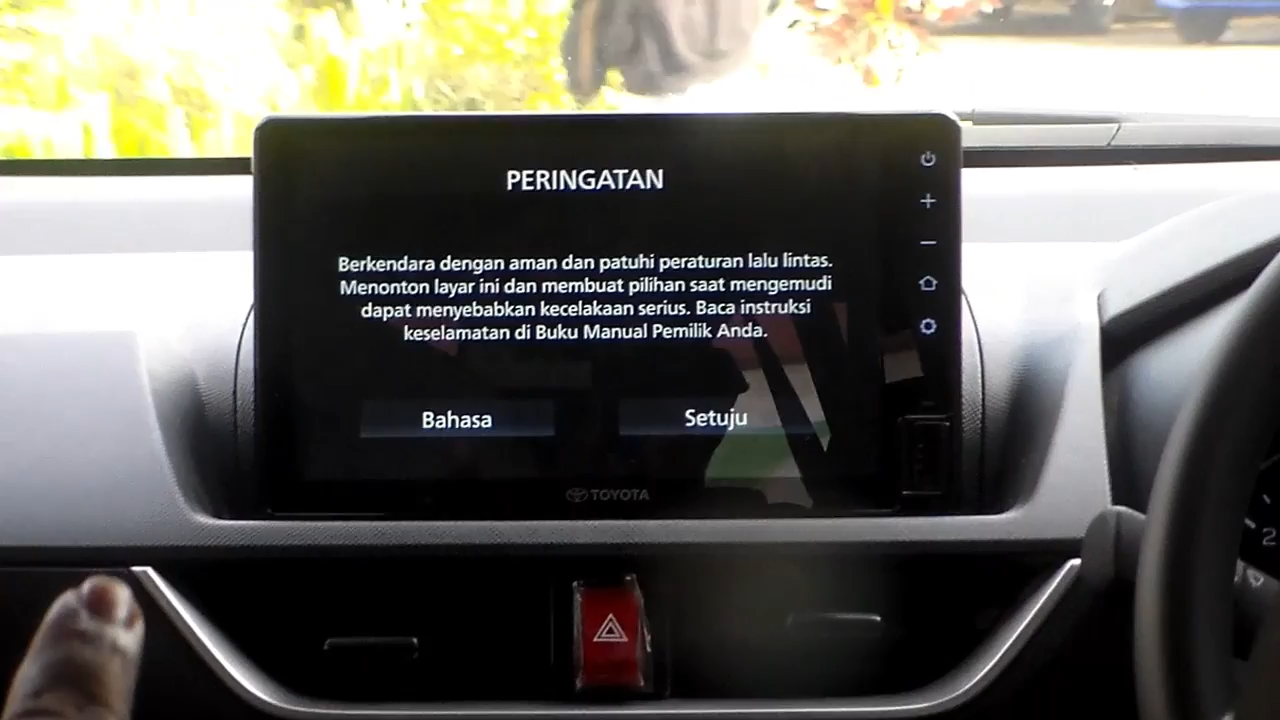 PERINGATAN
Berkendara dengan aman dan patuhi peraturan lalu lintas.
Menonton layar ini dan membuat pilihan saat mengemudi
dapat menyebabkan kecelakaan serius. Baca instruksi
keselamatan di Buku Manual Pemilik Anda.
Bahasa
Setuju
TOYOTA
2